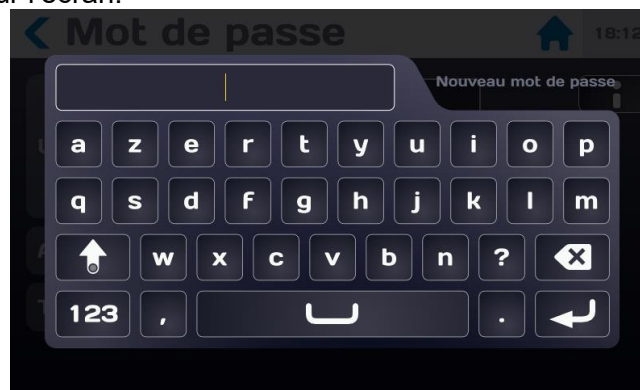 Mot de passe 18:12
Nouveau mot de passe
a z e r t y u i o p
q s d f g h j k l m
w x c v b n ?
123 , .